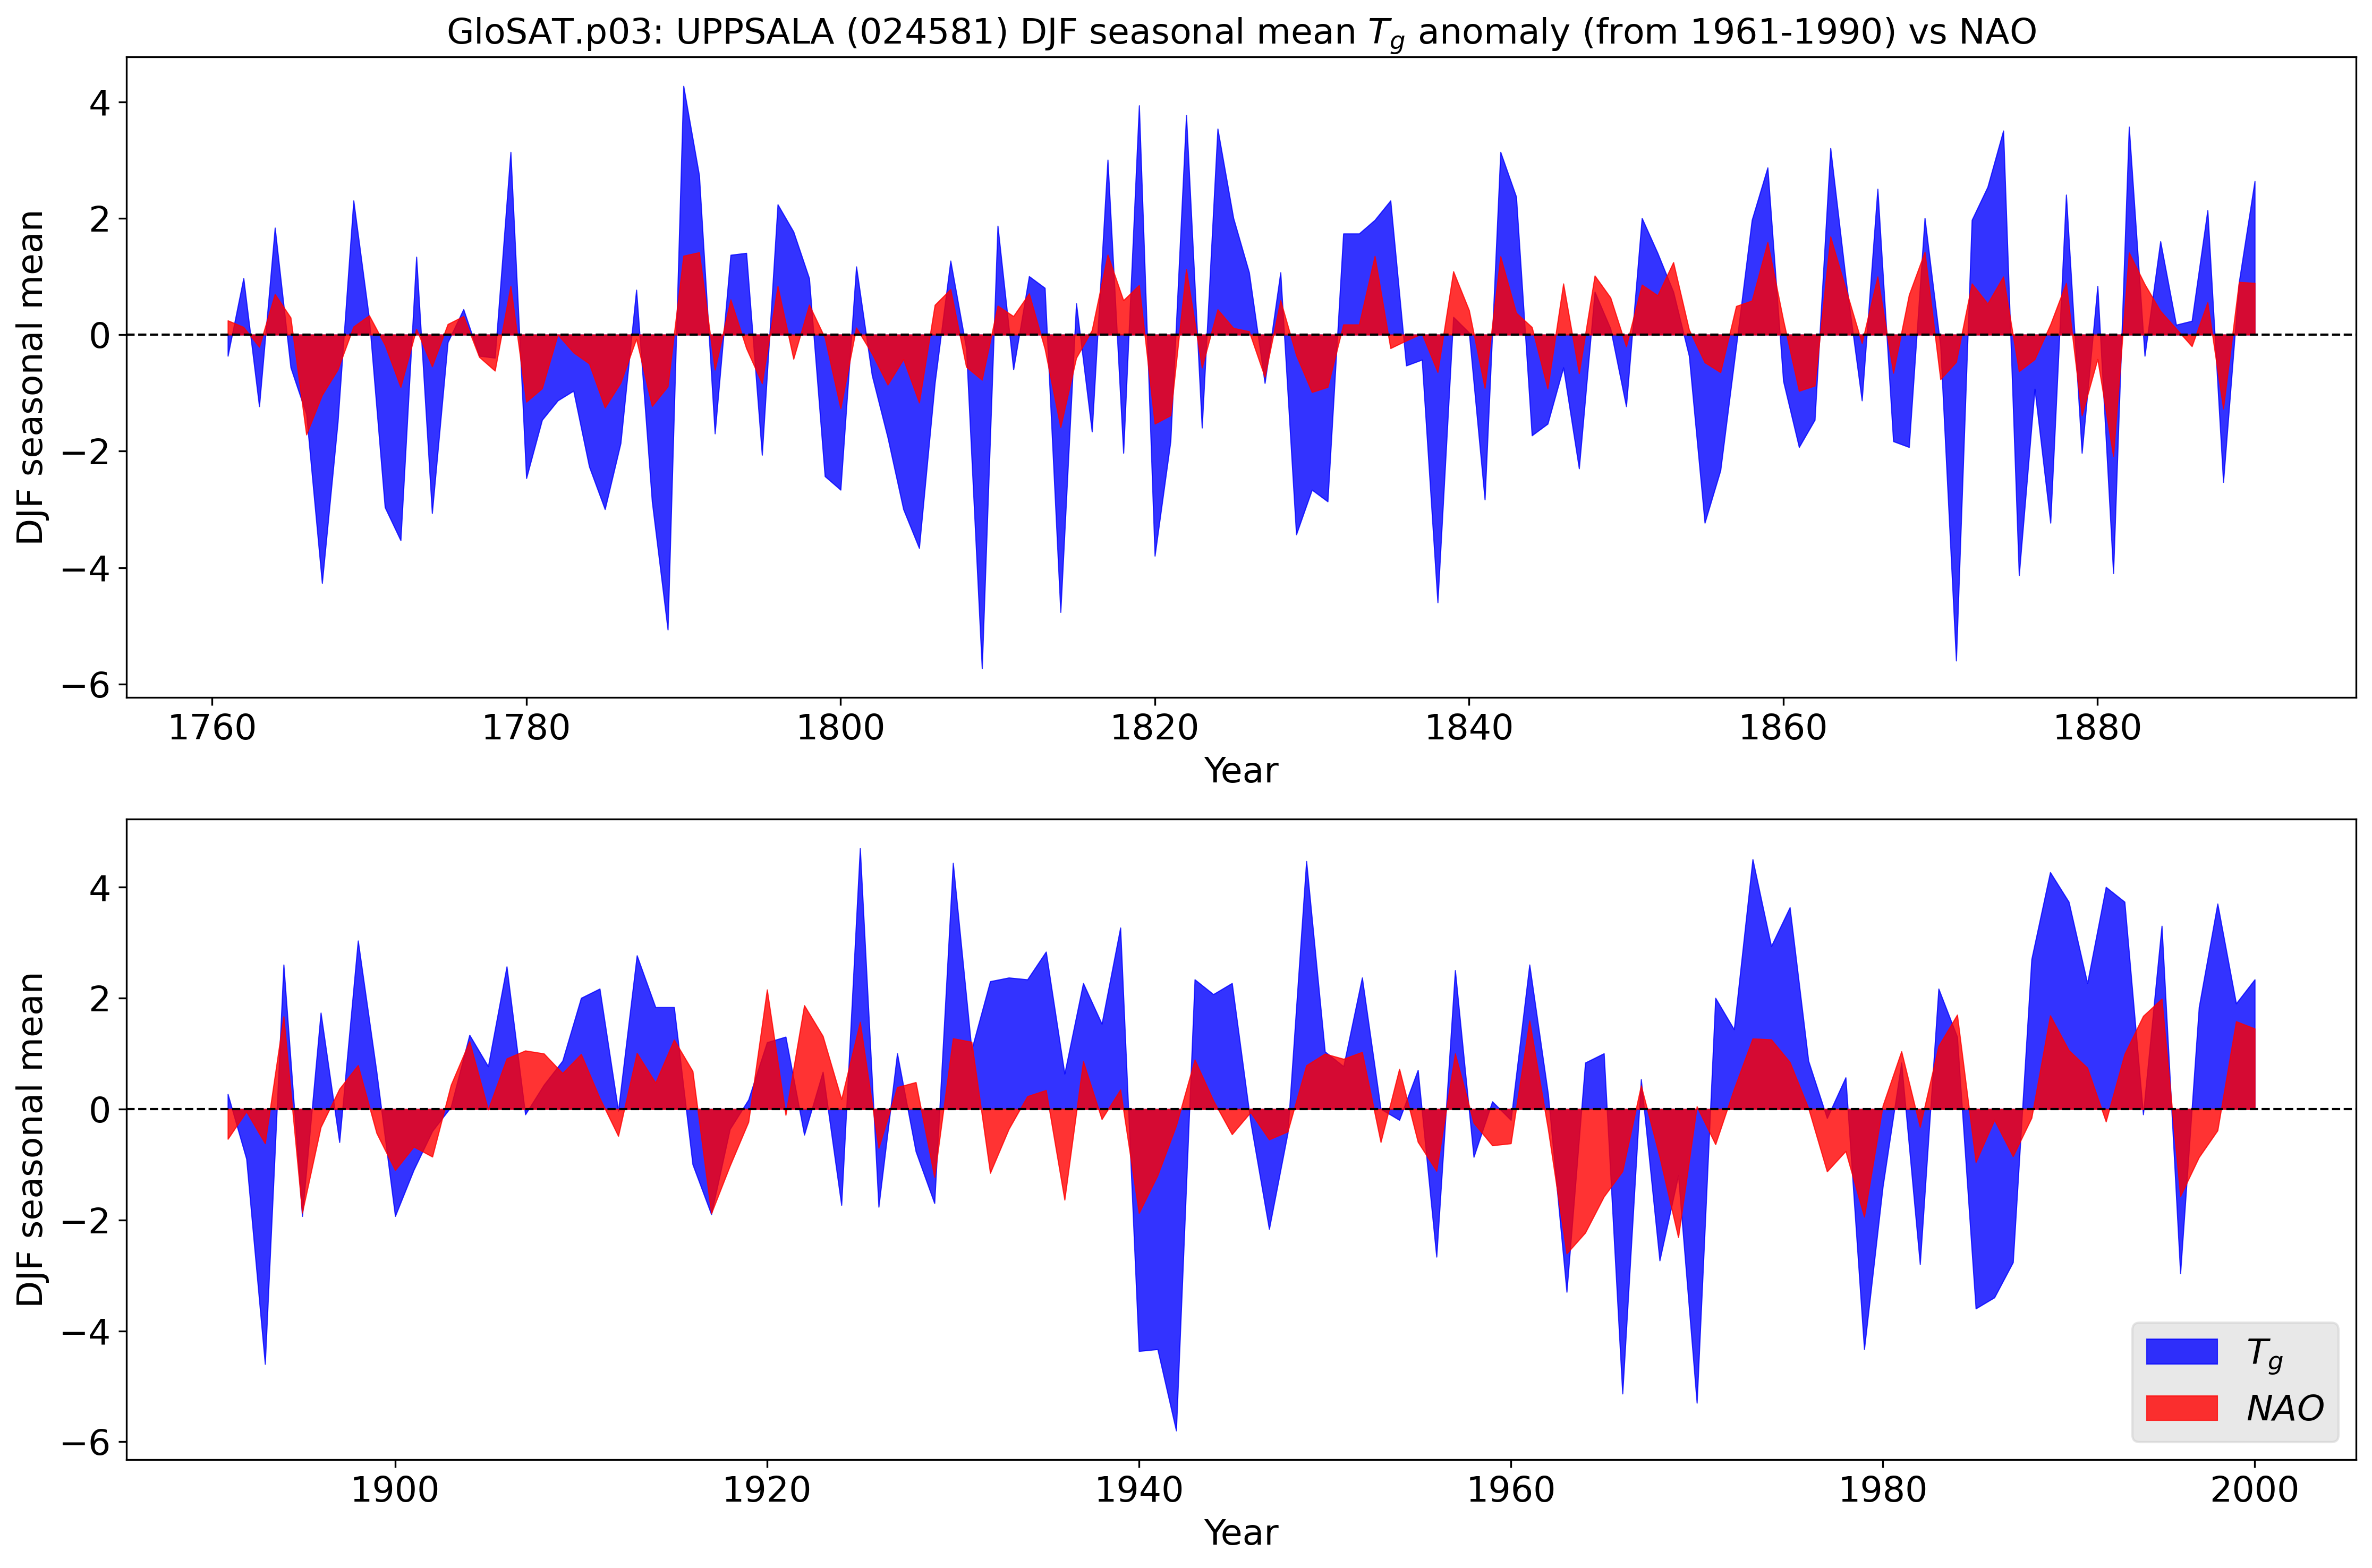 GloSAT.p03: UPPSALA (024581) DJF seasonal mean T_g anomaly (from 1961-1990) vs NAO
DJF seasonal mean
4
2
0
−2
−4
−6
1760 1780 1800 1820 1840 1860 1880
Year
DJF seasonal mean
4
2
0
−2
−4
−6
T_g
NAO
1900 1920 1940 1960 1980 2000
Year